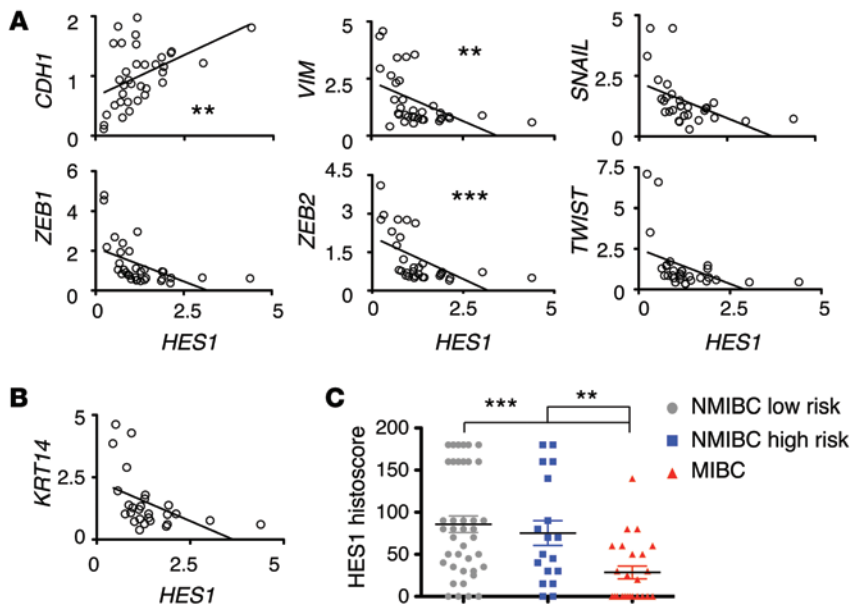 A
CDH1
2
1
0
**
VIM
5
2.5
0
**
SNAIL
5
2.5
0
ZEB1
6
4
2
0
0 2.5 5
HES1
ZEB2
4.5
3
1.5
0
***
0 2.5 5
HES1
TWIST
7.5
5
2.5
0
0 2.5 5
HES1
B
KRT14
5
2.5
0
0 2.5 5
HES1
C
HES1 histoscore
200
150
100
50
0
*** **
NMIBC low risk
NMIBC high risk
MIBC